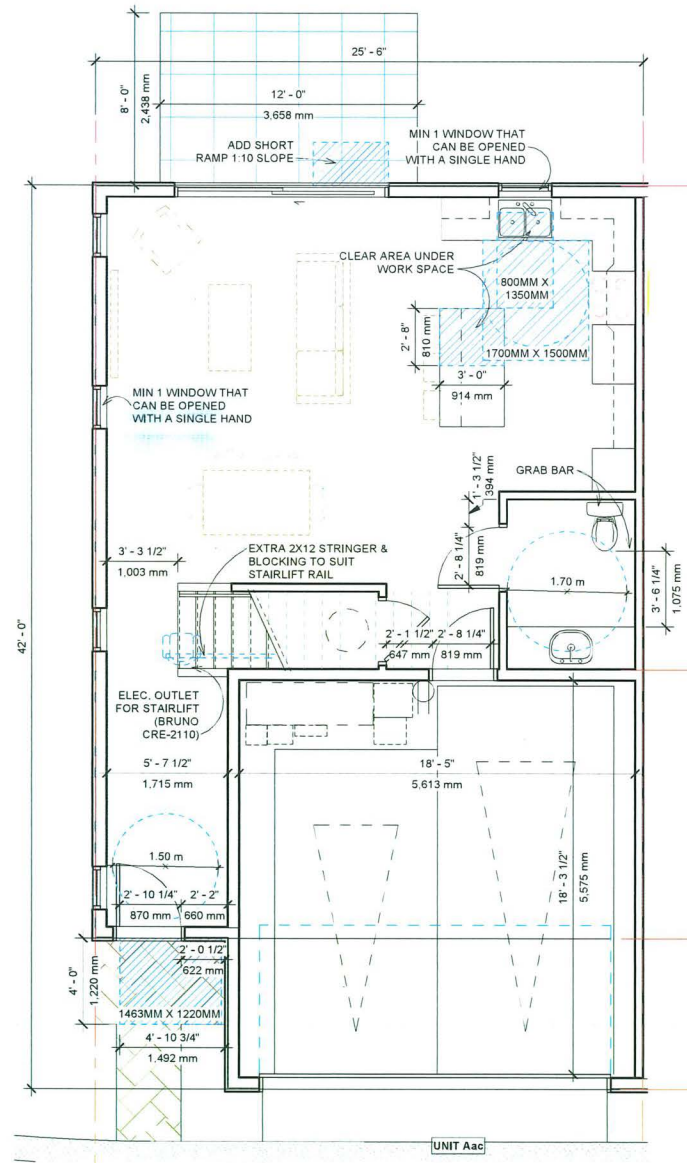 25' - 6"
8' - 0"
2,438 mm
12' - 0"
3,658 mm
ADD SHORT
RAMP 1:10 SLOPE
MIN 1 WINDOW THAT
CAN BE OPENED
WITH A SINGLE HAND
CLEAR AREA UNDER
WORK SPACE
800MM X
1350MM
2' - 8"
810 mm
1700MM X 1500MM
3' - 0"
914 mm
MIN 1 WINDOW THAT
CAN BE OPENED
WITH A SINGLE HAND
GRAB BAR
1' - 3 1/2"
394 mm
3' - 3 1/2"
1,003 mm
EXTRA 2X12 STRINGER &
BLOCKING TO SUIT
STAIRLIFT RAIL
2' - 8 1/4"
819 mm
1.70 m
3' - 6 1/4"
1,075 mm
42' - 0"
2' - 1 1/2"
647 mm
2' - 8 1/4"
819 mm
ELEC. OUTLET
FOR STAIRLIFT
(BRUNO
CRE-2110)
5' - 7 1/2"
1,715 mm
18' - 5"
5,613 mm
1.50 m
2' - 10 1/4"
870 mm
2' - 2"
660 mm
18' - 3 1/2"
5,575 mm
2' - 0 1/2"
622 mm
4' - 0"
1,220 mm
1463MM X 1220MM
4' - 10 3/4"
1,492 mm
UNIT Aac